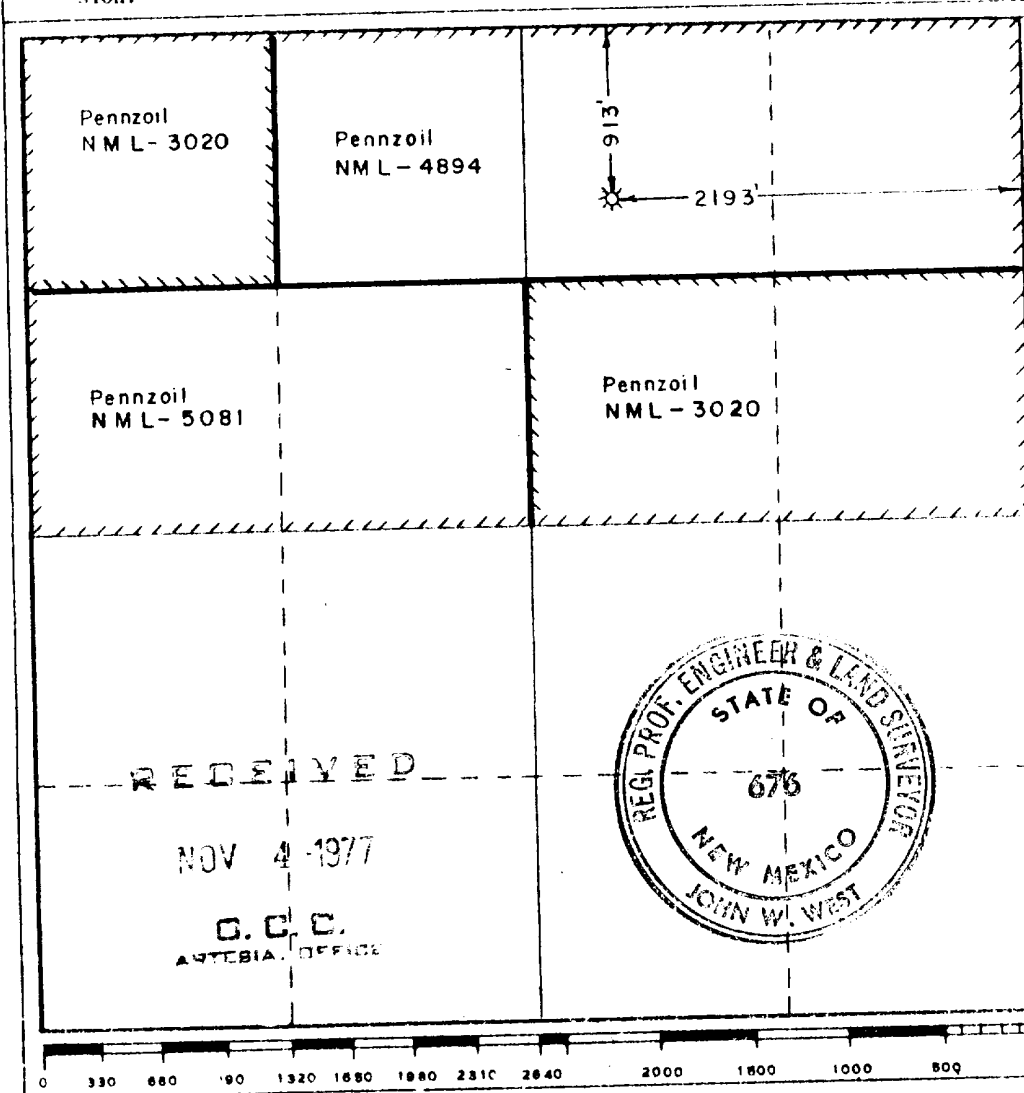 Pennzoil
NML-3020
Pennzoil
NML-4894
913'
2193'
Pennzoil
NML-5081
Pennzoil
NML-3020
RECEIVED
NOV 4 1977
O. C. C.
ARTESIA, OFFICE
REG. PROF. ENGINEER & LAND SURVEYOR
STATE OF
676
NEW MEXICO
JOHN W. WEST
0 330 660 '90 1320 1650 1980 2310 2640 2000 1500 1000 500